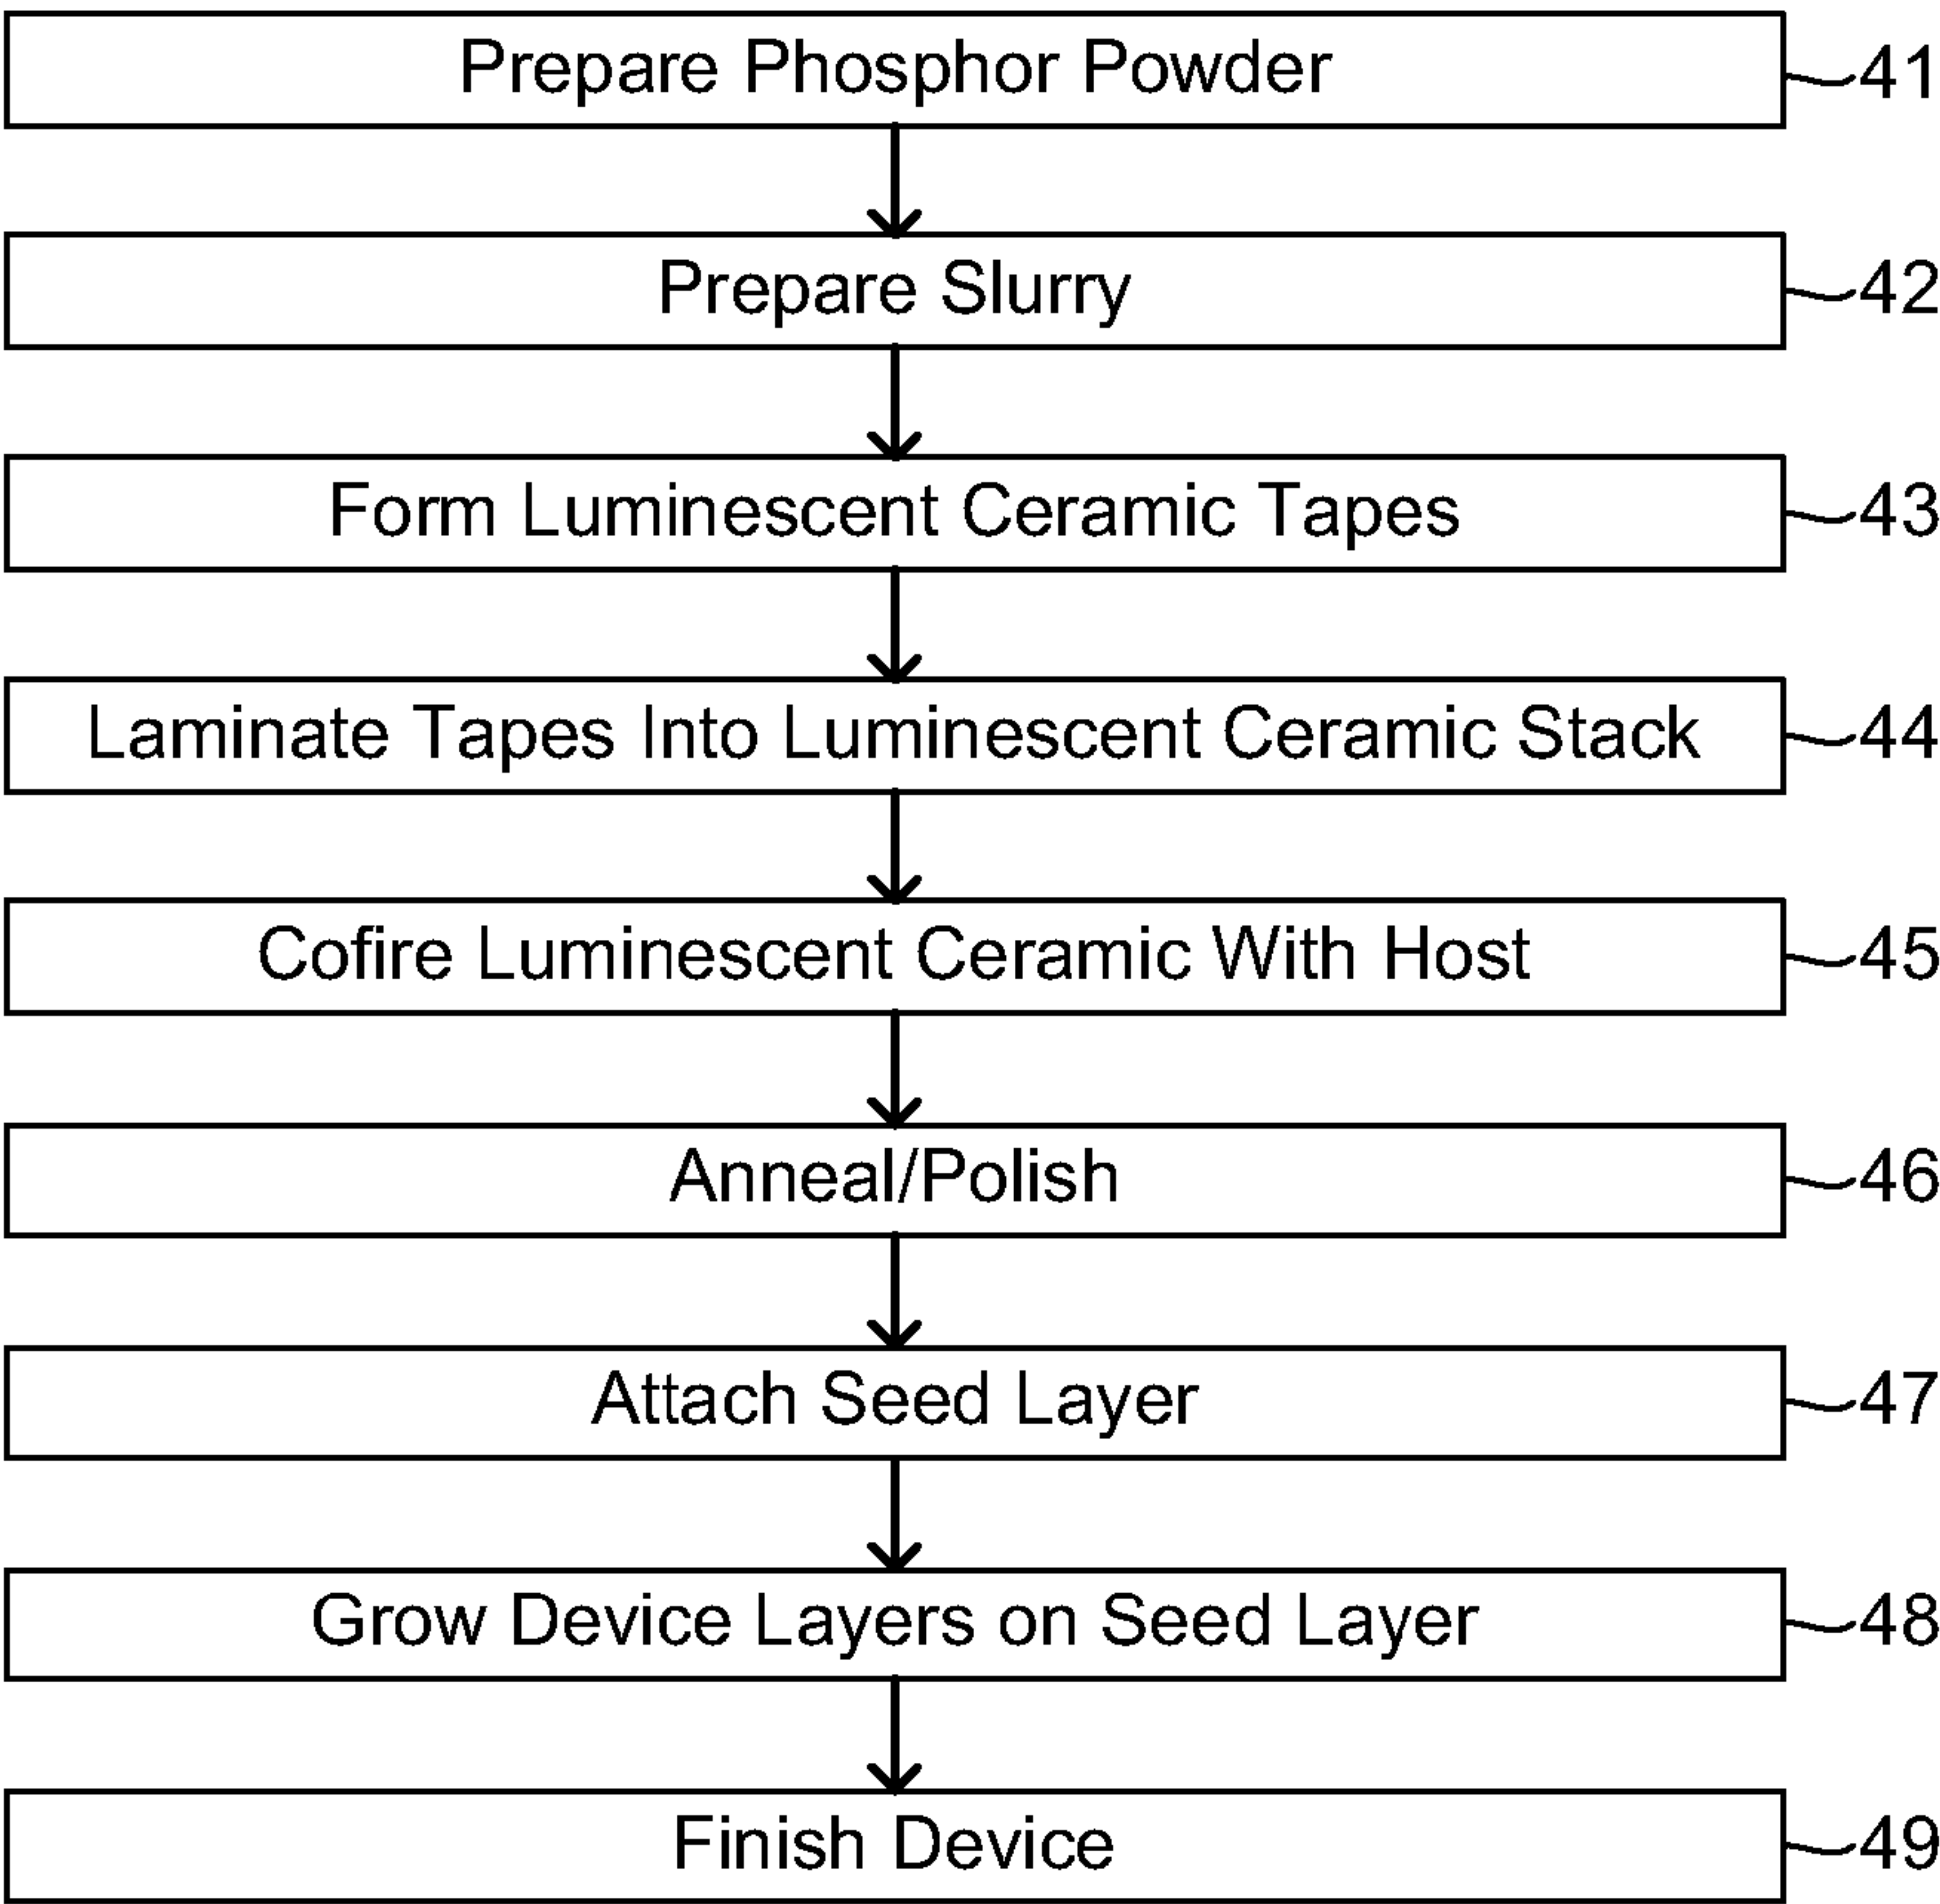 Prepare Phosphor Powder 41
Prepare Slurry 42
Form Luminescent Ceramic Tapes 43
Laminate Tapes Into Luminescent Ceramic Stack 44
Cofire Luminescent Ceramic With Host 45
Anneal/Polish 46
Attach Seed Layer 47
Grow Device Layers on Seed Layer 48
Finish Device 49